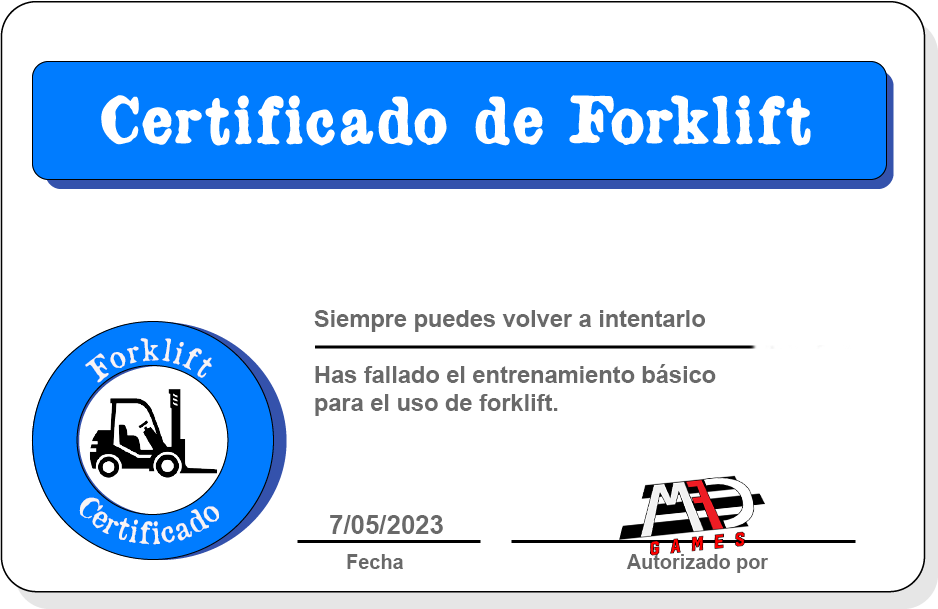 Certificado de Forklift
Siempre puedes volver a intentarlo
Has fallado el entrenamiento básico
para el uso de forklift.
Forklift
Certificado
7/05/2023
Fecha
MFD
GAMES
Autorizado por